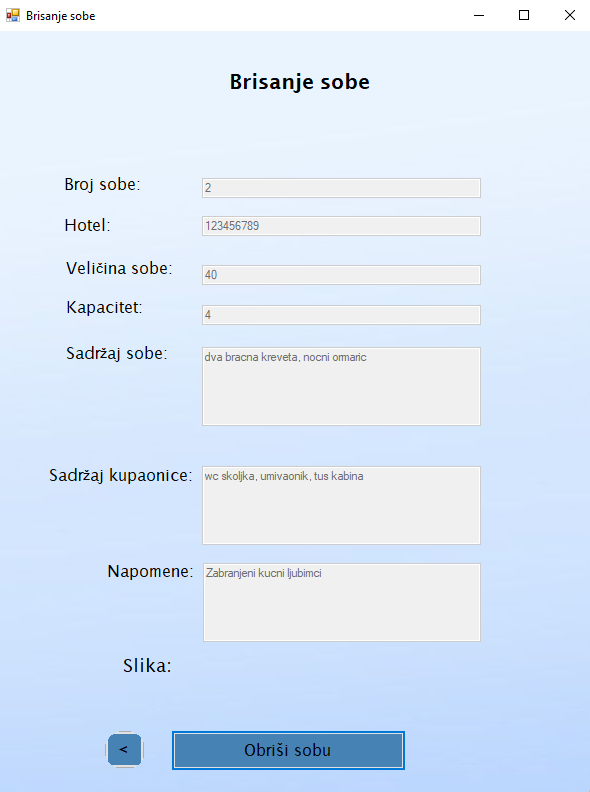 Brisanje sobe
Brisanje sobe
Broj sobe:
2
Hotel:
123456789
Veličina sobe:
40
Kapacitet:
4
Sadržaj sobe:
dva bracna kreveta, nocni ormaric
Sadržaj kupaonice:
wc skoljka, umivaonik, tus kabina
Napomene:
Zabranjeni kucni ljubimci
Slika:
<
Obriši sobu